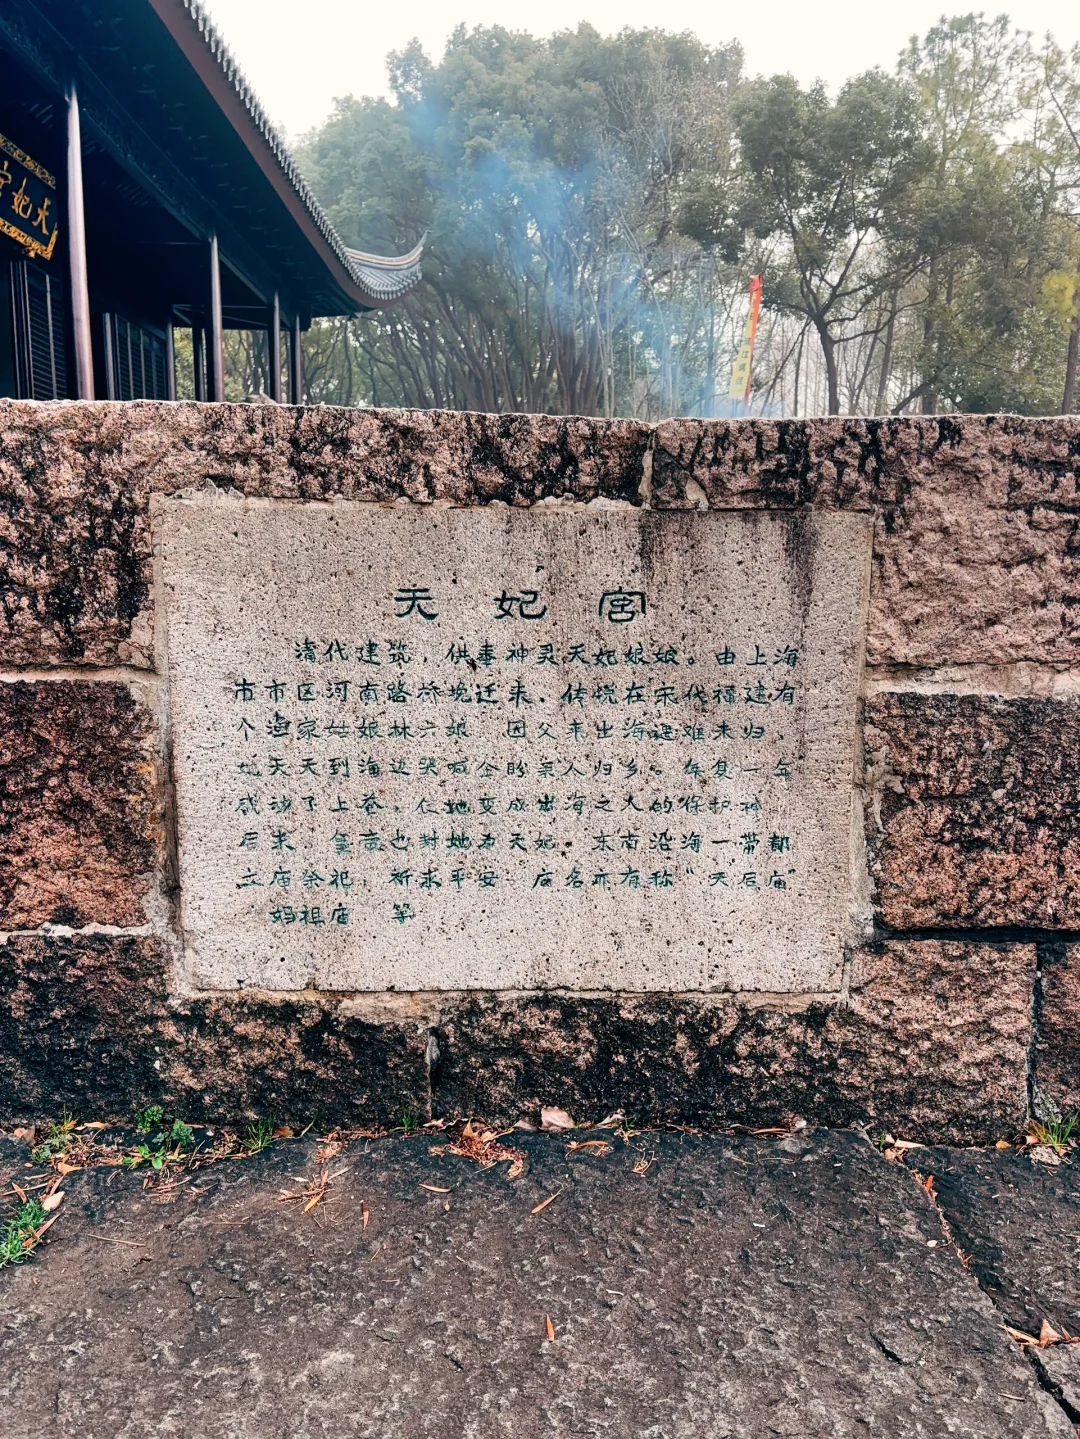 天妃宫
天妃宫
清代建筑，供奉神灵天妃娘娘。由上海
市市区河南路桥堍迁来。传说在宋代福建有
个渔家姑娘林六娘 因父亲出海遇难未归，
她天天到海边哭喊企盼亲人归乡。年复一年
感动了上苍，让她变成出海之人的保护神
后来 皇帝也封她为天妃。东南沿海一带都
立庙祭祀，祈求平安 庙名亦有称“天后庙”
妈祖庙 等